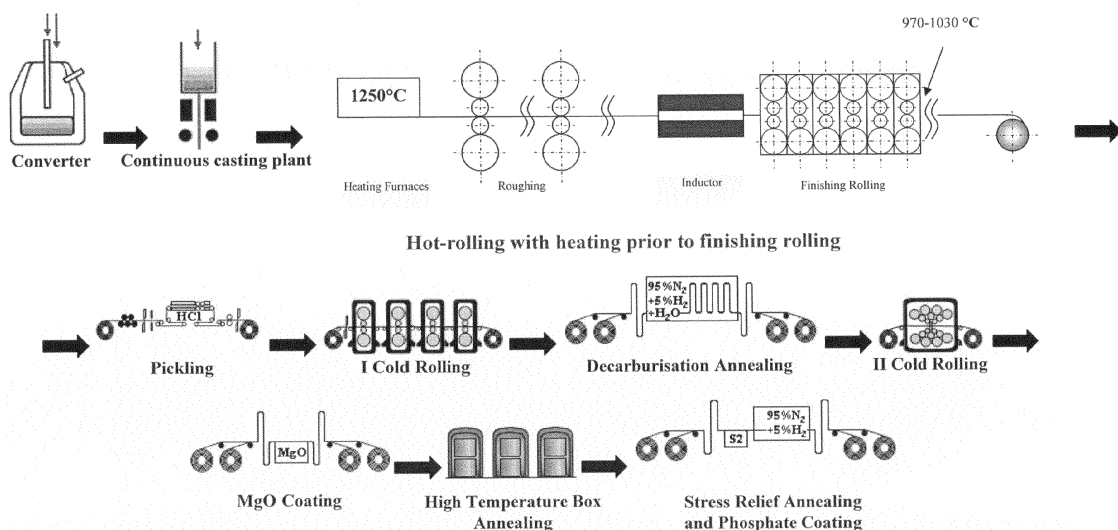 970-1030 °C
1250°C
Converter
Continuous casting plant
Heating Furnaces
Roughing
Inductor
Finishing Rolling
Hot-rolling with heating prior to finishing rolling
HCl
Pickling
I Cold Rolling
95%N₂
+5%H₂
+H₂O
Decarburisation Annealing
II Cold Rolling
MgO
MgO Coating
High Temperature Box
Annealing
S2
95%N₂
+5%H₂
Stress Relief Annealing
and Phosphate Coating